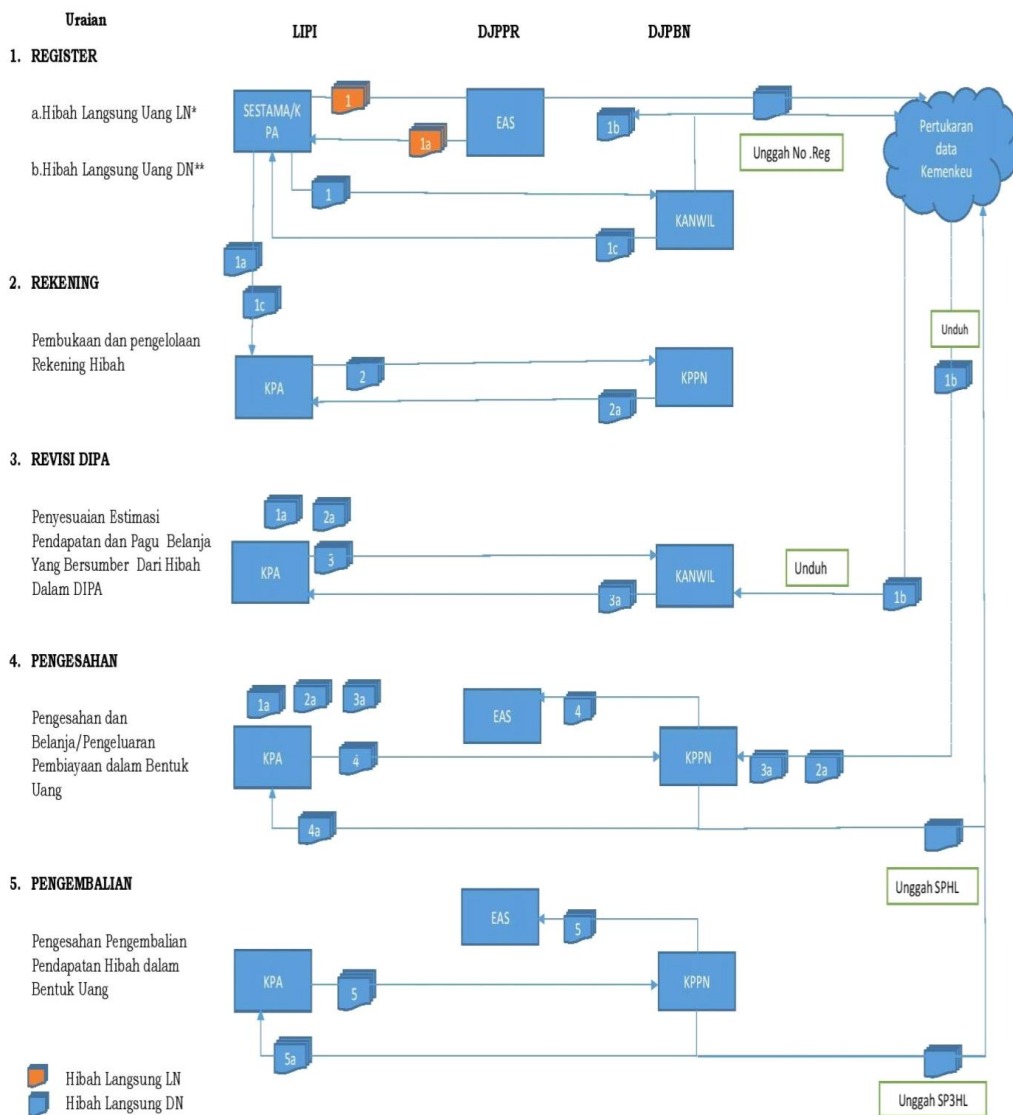 Uraian
LIPI
DJPPR
DJPBN
1. REGISTER
a.Hibah Langsung Uang LN*
b.Hibah Langsung Uang DN**
SESTAMA/K
PA
1
1a
EAS
1b
Unggah No .Reg
Pertukaran
data
Kemenkeu
1
KANWIL
1c
1a
1c
2. REKENING
Pembukaan dan pengelolaan
Rekening Hibah
KPA
2
2a
KPPN
Unduh
1b
3. REVISI DIPA
Penyesuaian Estimasi
Pendapatan dan Pagu Belanja
Yang Bersumber Dari Hibah
Dalam DIPA
1a
2a
KPA
3
3a
KANWIL
Unduh
1b
4. PENGESAHAN
Pengesahan dan
Belanja/Pengeluaran
Pembiayaan dalam Bentuk
Uang
1a
2a
3a
KPA
4
EAS
4
KPPN
3a
2a
4a
Unggah SPHL
5. PENGEMBALIAN
Pengesahan Pengembalian
Pendapatan Hibah dalam
Bentuk Uang
KPA
5
EAS
5
KPPN
5a
Unggah SP3HL
Hibah Langsung LN
Hibah Langsung DN